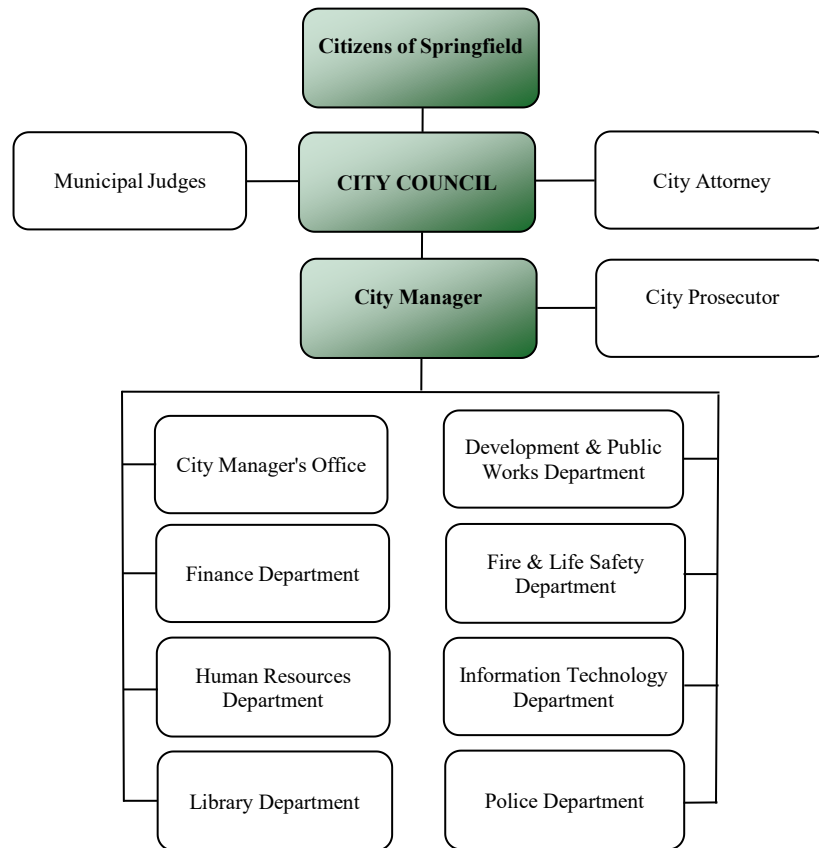 Citizens of Springfield
Municipal Judges
CITY COUNCIL
City Attorney
City Manager
City Prosecutor
City Manager's Office
Development & Public
Works Department
Finance Department
Fire & Life Safety
Department
Human Resources
Department
Information Technology
Department
Library Department
Police Department